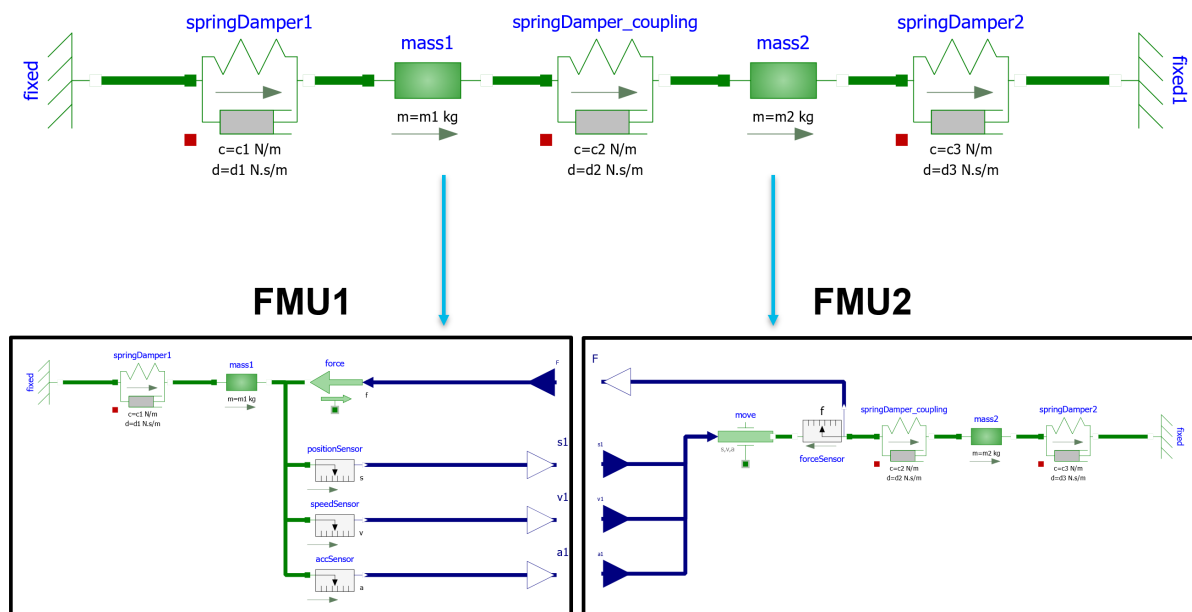 springDamper1
springDamper_coupling
springDamper2
mass1
mass2
fixed
fixed1
m=m1 kg
m=m2 kg
c=c1 N/m
d=d1 N.s/m
c=c2 N/m
d=d2 N.s/m
c=c3 N/m
d=d3 N.s/m
FMU1
FMU2
springDamper1
mass1
force
F
fixed
m=m1 kg
f
c=c1 N/m
d=d1 N.s/m
positionSensor
s
s1
speedSensor
v
v1
accSensor
a
a1
F
move
f
springDamper_coupling
mass2
springDamper2
s1
s,v,a
forceSensor
m=m2 kg
fixed
c=c2 N/m
d=d2 N.s/m
c=c3 N/m
d=d3 N.s/m
v1
a1